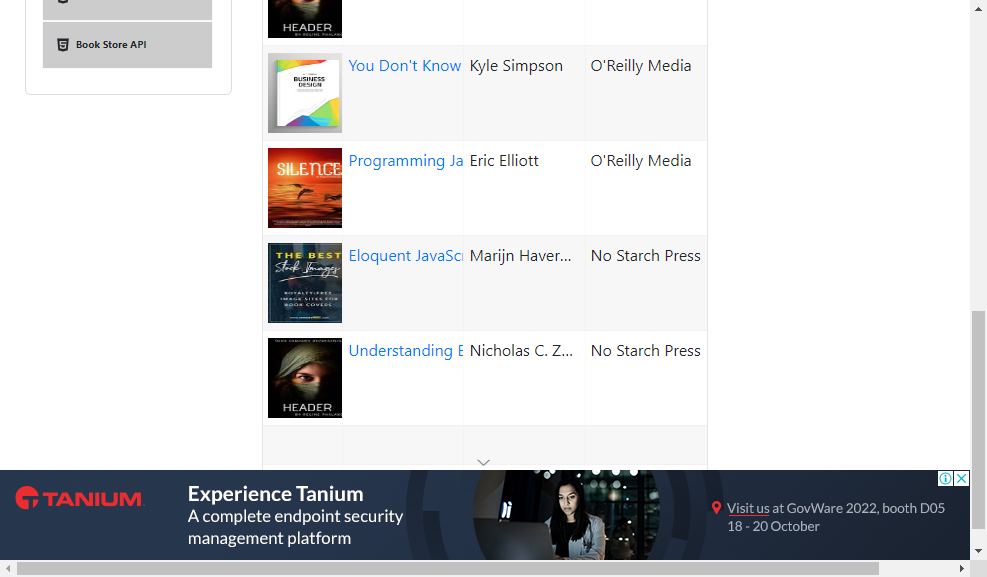 Book Store API
HEADER
BY REGINE PHALANGE
BUSINESS
DESIGN
You Don't Know
Kyle Simpson
O'Reilly Media
SILENCE
Programming Ja
Eric Elliott
O'Reilly Media
THE BEST
Stock Images
ROYALTY-FREE
IMAGE SITES FOR
BOOK COVERS
Eloquent JavaSc
Marijn Haver...
No Starch Press
HEADER
Understanding E
Nicholas C. Z...
No Starch Press
TANIUM
Experience Tanium
A complete endpoint security
management platform
Visit us at GovWare 2022, booth D05
18 - 20 October